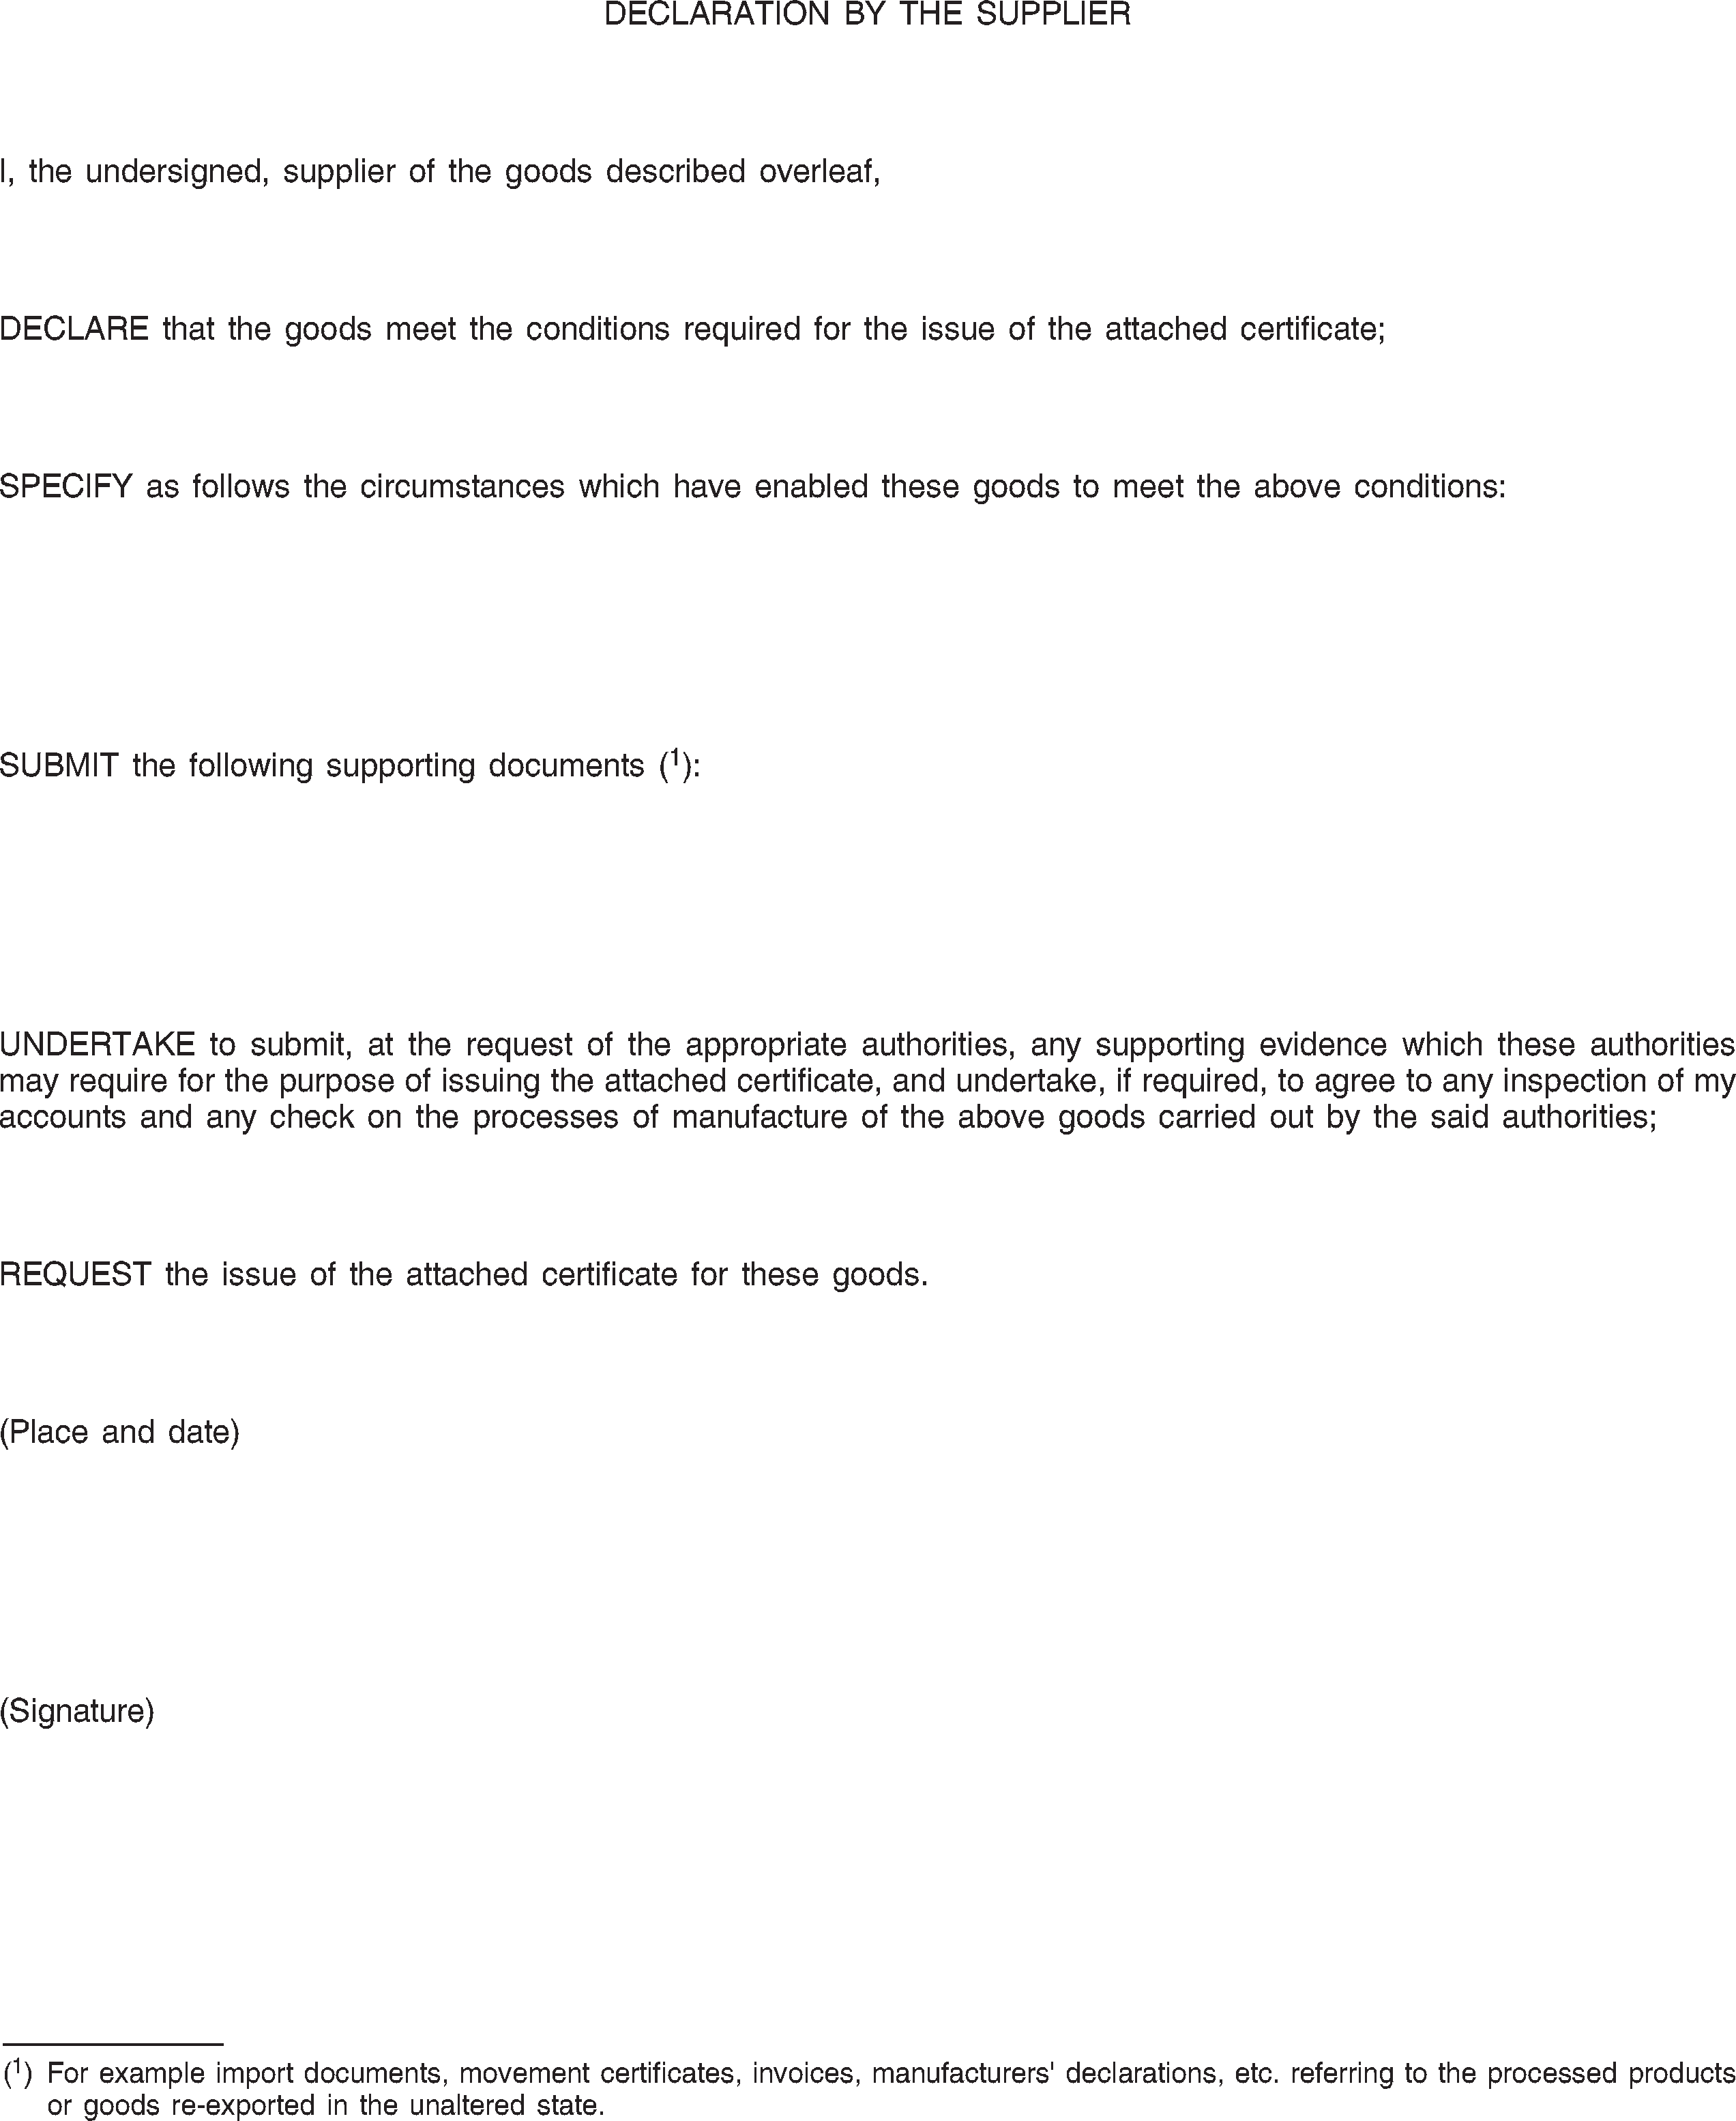 DECLARATION BY THE SUPPLIER
I, the undersigned, supplier of the goods described overleaf,
DECLARE that the goods meet the conditions required for the issue of the attached certificate;
SPECIFY as follows the circumstances which have enabled these goods to meet the above conditions:
SUBMIT the following supporting documents (1):
UNDERTAKE to submit, at the request of the appropriate authorities, any supporting evidence which these authorities
may require for the purpose of issuing the attached certificate, and undertake, if required, to agree to any inspection of my
accounts and any check on the processes of manufacture of the above goods carried out by the said authorities;
REQUEST the issue of the attached certificate for these goods.
(Place and date)
(Signature)
(1) For example import documents, movement certificates, invoices, manufacturers' declarations, etc. referring to the processed products
or goods re-exported in the unaltered state.